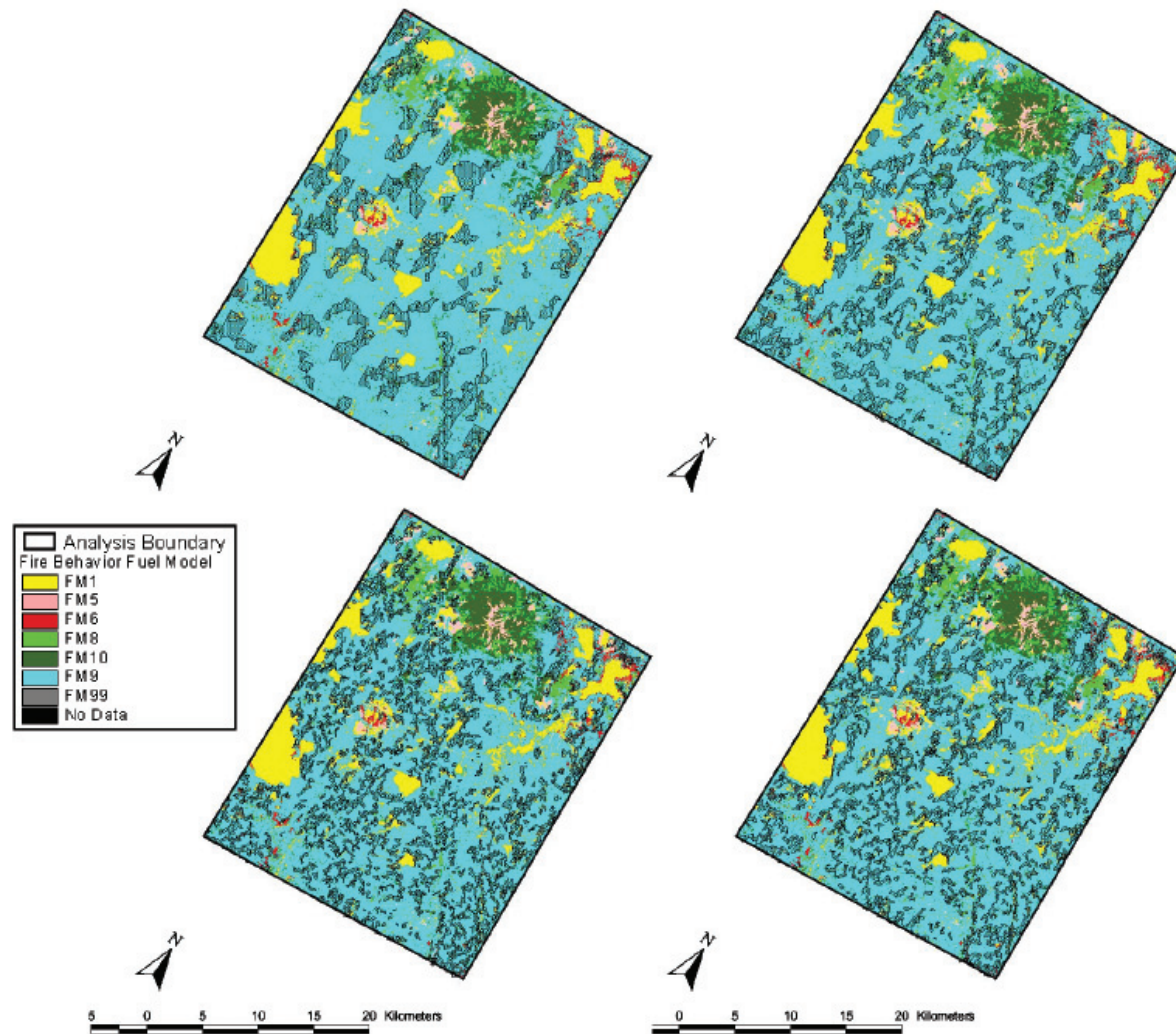 N
N
Analysis Boundary
Fire Behavior Fuel Model
FM1
FM5
FM6
FM8
FM10
FM9
FM99
No Data
N
N
5 0 5 10 15 20 Kilometers
0 5 10 15 20 Kilometers